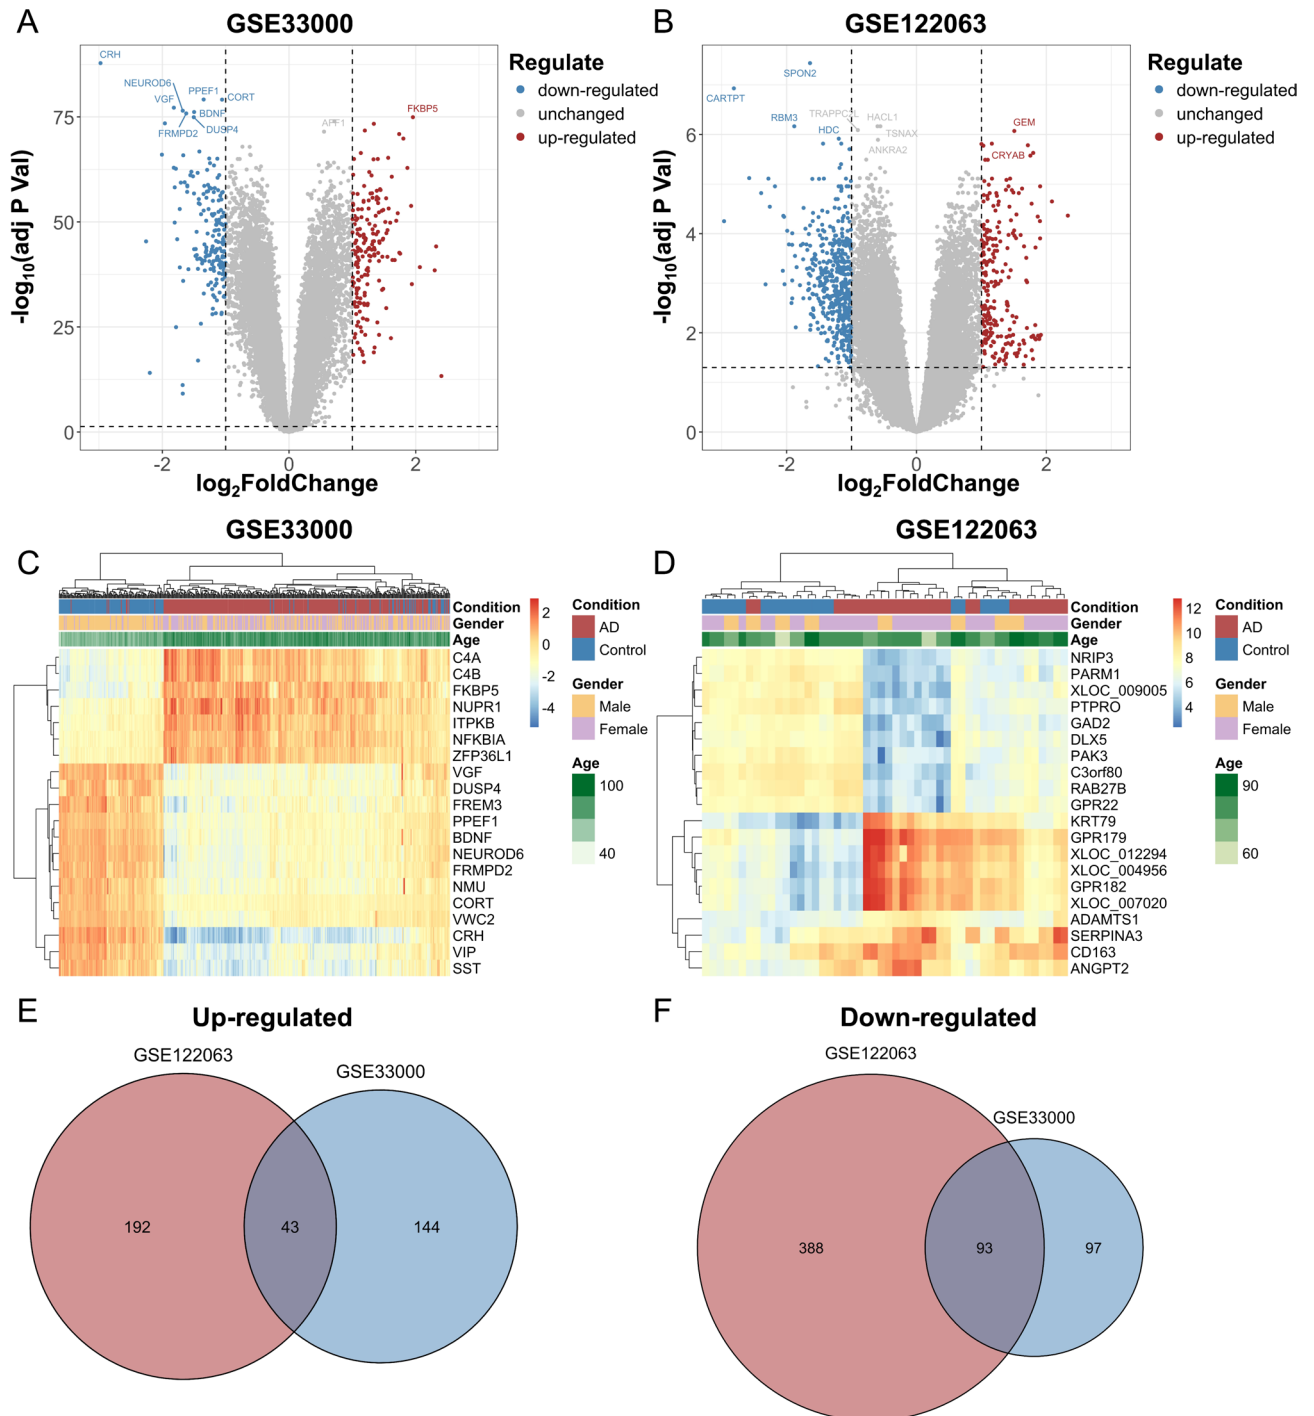 A
GSE33000
B
GSE122063
CRH
NEUROD6
PPEF1
VGF
CORT
BDNF
FRMPD2
DUSP4
FKBP5
Regulate
down-regulated
unchanged
up-regulated
75
50
25
0
-2
0
2
-log10(adj P Val)
log2FoldChange
SPON2
CARTPT
TRAPPC2L
HACL1
RBM3
HDC
TSNAX
ANKRA2
GEM
CRYAB
Regulate
down-regulated
unchanged
up-regulated
6
4
2
0
-2
0
2
-log10(adj P Val)
log2FoldChange
C
GSE33000
Condition
Gender
Age
C4A
C4B
FKBP5
NUPR1
ITPKB
NFKBIA
ZFP36L1
VGF
DUSP4
FREM3
PPEF1
BDNF
NEUROD6
FRMPD2
NMU
CORT
VWC2
CRH
VIP
SST
2
0
-2
-4
Condition
AD
Control
Gender
Male
Female
Age
100
40
D
GSE122063
Condition
Gender
Age
NRIP3
PARM1
XLOC_009005
PTPRO
GAD2
DLX5
PAK3
C3orf80
RAB27B
GPR22
KRT79
GPR179
XLOC_012294
XLOC_004956
GPR182
XLOC_007020
ADAMTS1
SERPINA3
CD163
ANGPT2
12
10
8
6
4
Condition
AD
Control
Gender
Male
Female
Age
90
60
E
Up-regulated
GSE122063
GSE33000
192
43
144
F
Down-regulated
GSE122063
GSE33000
388
93
97